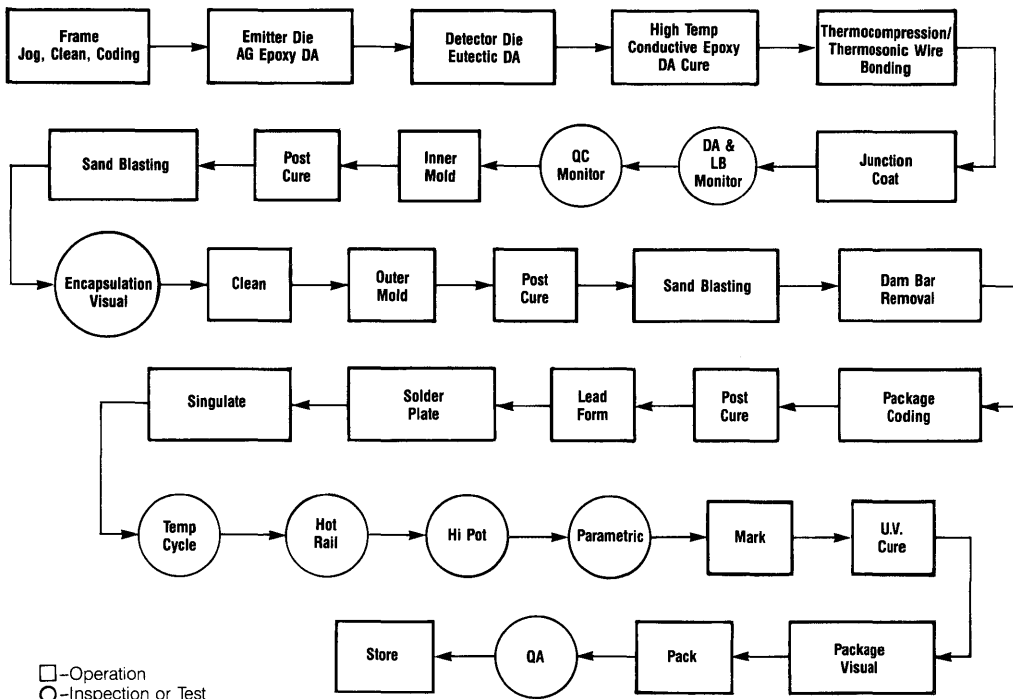 Frame
Jog, Clean, Coding
Emitter Die
AG Epoxy DA
Detector Die
Eutectic DA
High Temp
Conductive Epoxy
DA Cure
Thermocompression/
Thermosonic Wire
Bonding
Junction
Coat
DA &
LB
Monitor
QC
Monitor
Inner
Mold
Post
Cure
Sand Blasting
Encapsulation
Visual
Clean
Outer
Mold
Post
Cure
Sand Blasting
Dam Bar
Removal
Package
Coding
Post
Cure
Lead
Form
Solder
Plate
Singulate
Temp
Cycle
Hot
Rail
Hi Pot
Parametric
Mark
U.V.
Cure
Package
Visual
Pack
QA
Store
-Operation
-Inspection or Test